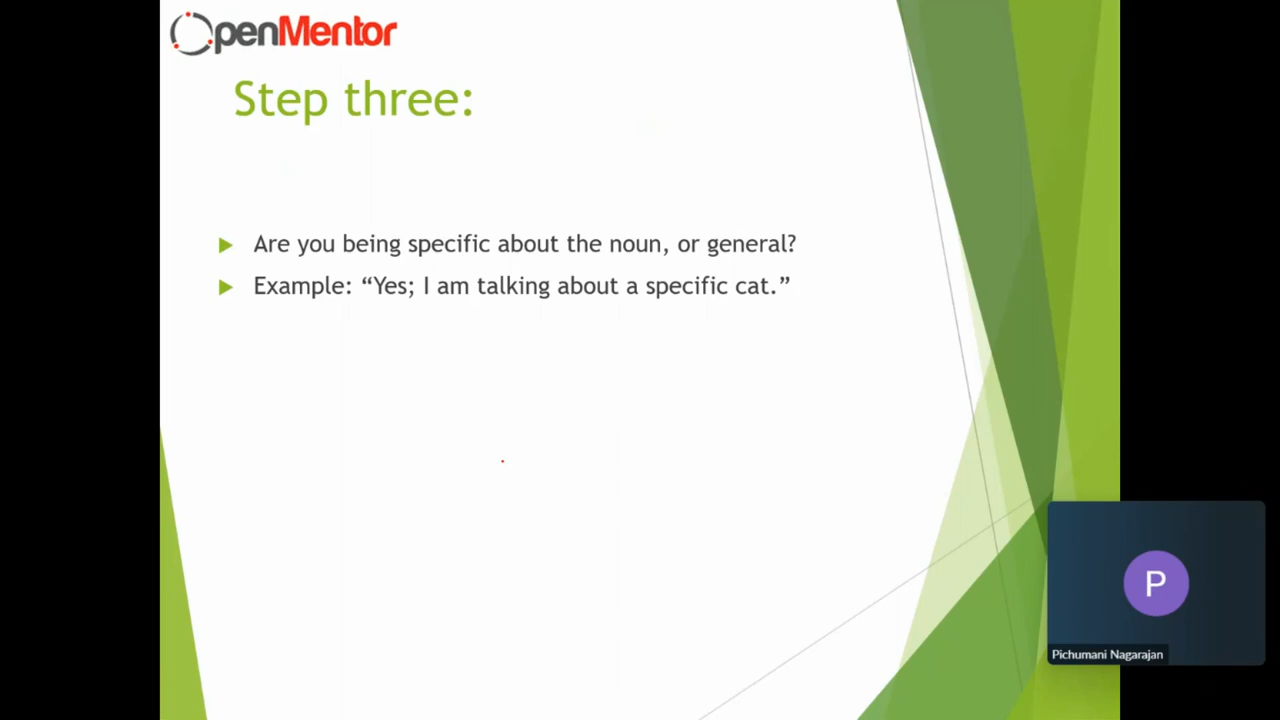 OpenMentor
Step three:
Are you being specific about the noun, or general?
Example: “Yes; I am talking about a specific cat.”
P
Pichumani Nagarajan